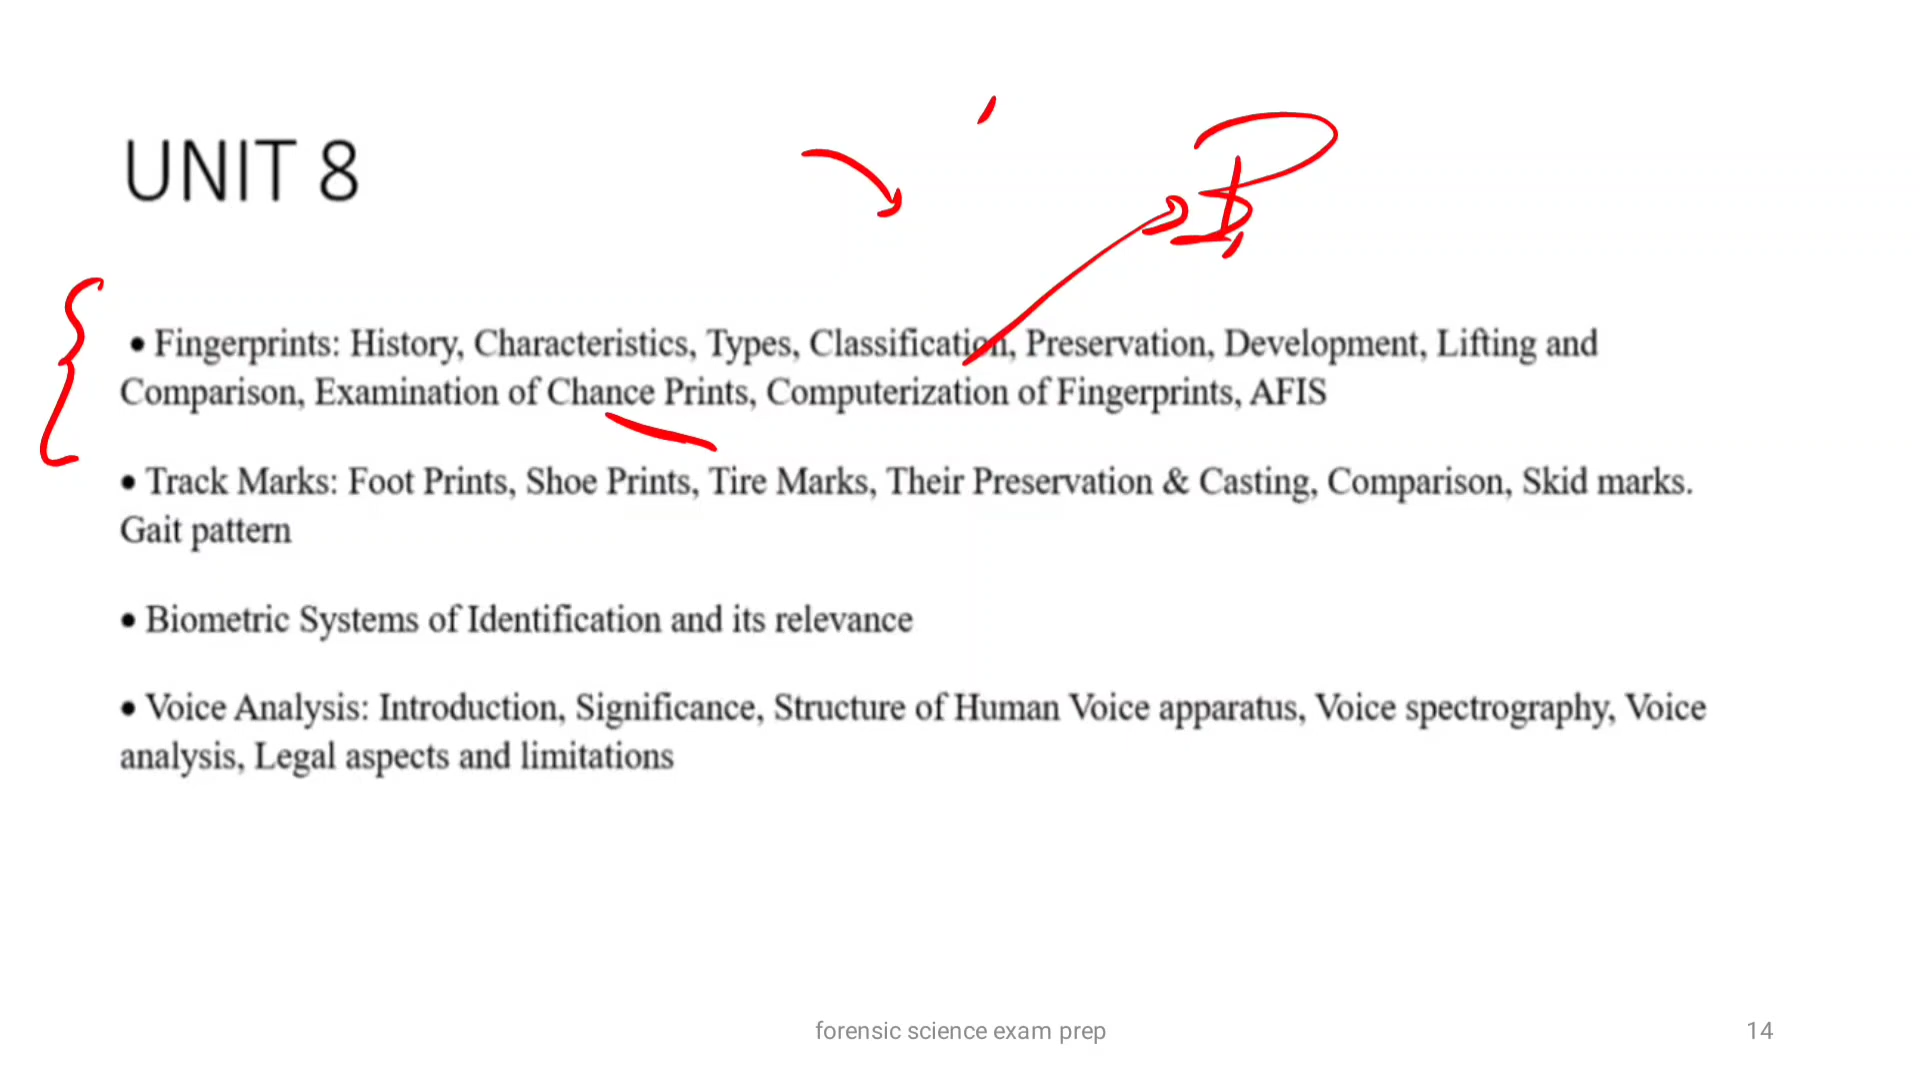 UNIT 8
• Fingerprints: History, Characteristics, Types, Classification, Preservation, Development, Lifting and
Comparison, Examination of Chance Prints, Computerization of Fingerprints, AFIS
• Track Marks: Foot Prints, Shoe Prints, Tire Marks, Their Preservation & Casting, Comparison, Skid marks.
Gait pattern
• Biometric Systems of Identification and its relevance
• Voice Analysis: Introduction, Significance, Structure of Human Voice apparatus, Voice spectrography, Voice
analysis, Legal aspects and limitations
forensic science exam prep
14